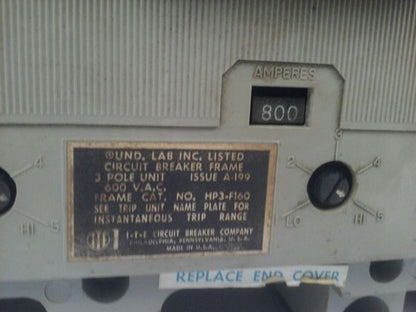 AMPERES
800
® UND. LAB INC. LISTED
CIRCUIT BREAKER FRAME
3 POLE UNIT ISSUE A-199
600 V.A.C.
FRAME CAT. NO. HP3-F160
SEE TRIP UNIT NAME PLATE FOR
INSTANTANEOUS TRIP RANGE
I-T-E CIRCUIT BREAKER COMPANY
PHILADELPHIA, PENNSYLVANIA, U.S.A.
MADE IN U.S.A.
4
HI 5
3
2 4
1 LO HI 5
REPLACE END COVER